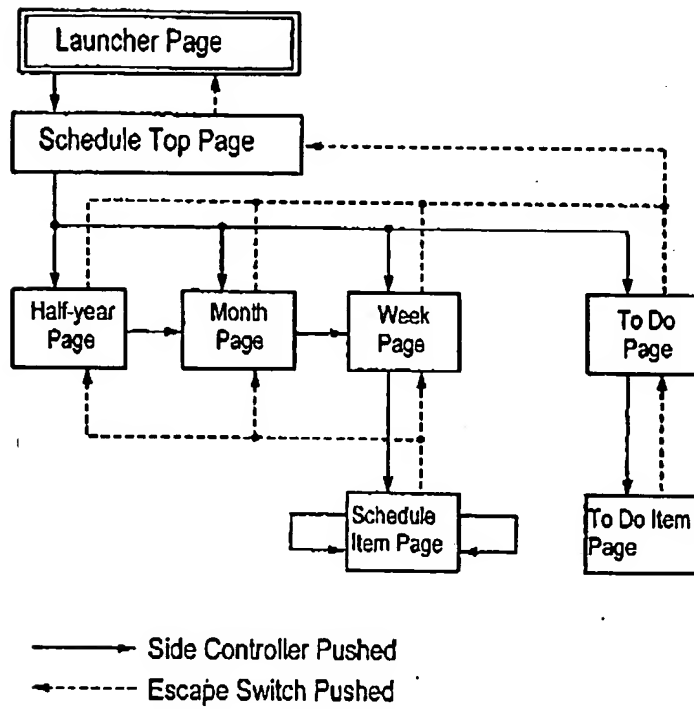 Launcher Page
Schedule Top Page
Half-year
Page
Month
Page
Week
Page
To Do
Page
Schedule
Item Page
To Do Item
Page
Side Controller Pushed
Escape Switch Pushed